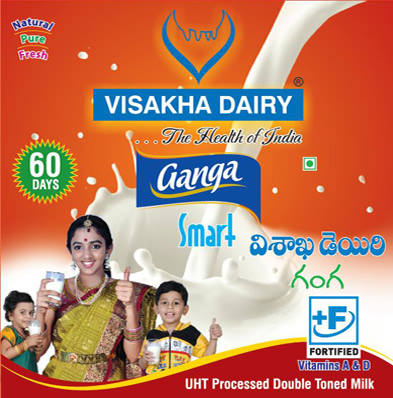 Natural
Pure
Fresh
VISAKHA DAIRY®
...The Health of India
60
DAYS
Ganga
Smart
విశాఖ డెయిరి
గంగ
+F
FORTIFIED
Vitamins A & D
UHT Processed Double Toned Milk